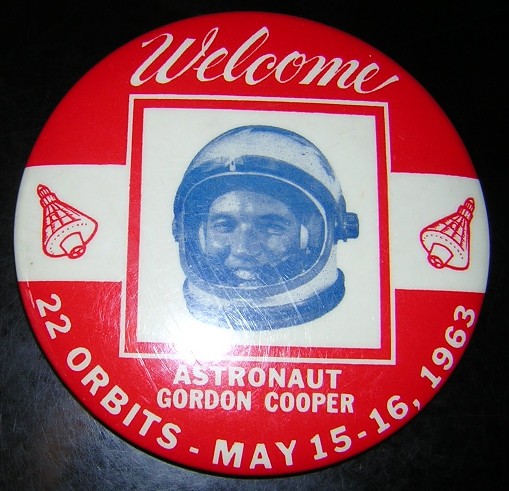 Welcome
ASTRONAUT
GORDON COOPER
22 ORBITS - MAY 15-16, 1963